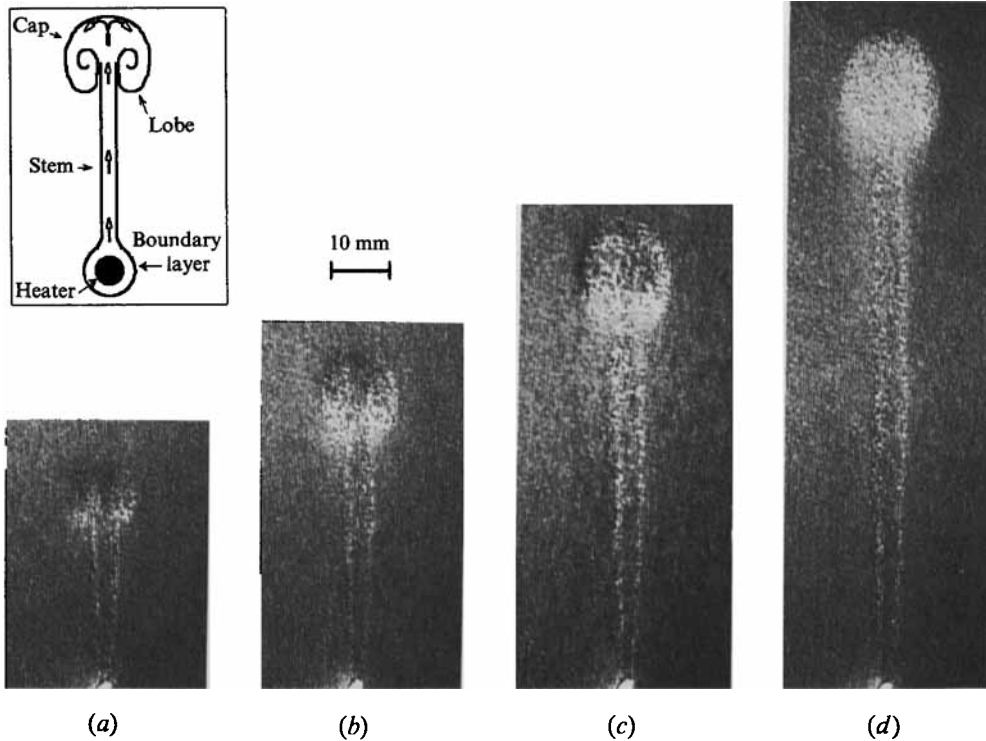 Cap
Lobe
Stem
Boundary
layer
Heater
10 mm
(a)
(b)
(c)
(d)